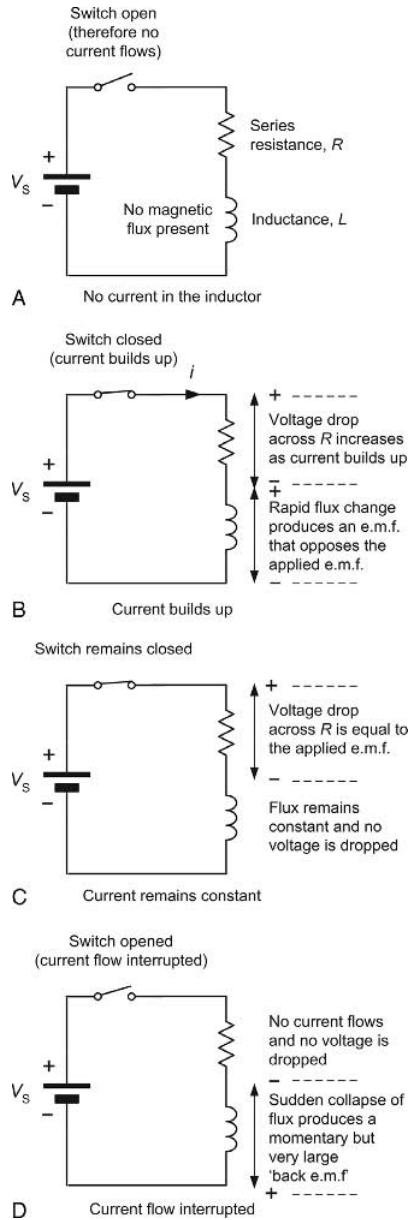 Switch open
(therefore no
current flows)
Series
resistance, R
+
VS
−
No magnetic
flux present
Inductance, L
A
No current in the inductor
Switch closed
(current builds up)
i
+
Voltage drop
across R increases
as current builds up
−
+
VS
−
+
Rapid flux change
produces an e.m.f.
that opposes the
applied e.m.f.
−
B
Current builds up
Switch remains closed
+
Voltage drop
across R is equal to
the applied e.m.f.
−
+
VS
−
Flux remains
constant and no
voltage is dropped
C
Current remains constant
Switch opened
(current flow interrupted)
No current flows
and no voltage is
dropped
−
+
VS
−
Sudden collapse of
flux produces a
momentary but
very large
‘back e.m.f’
+
D
Current flow interrupted